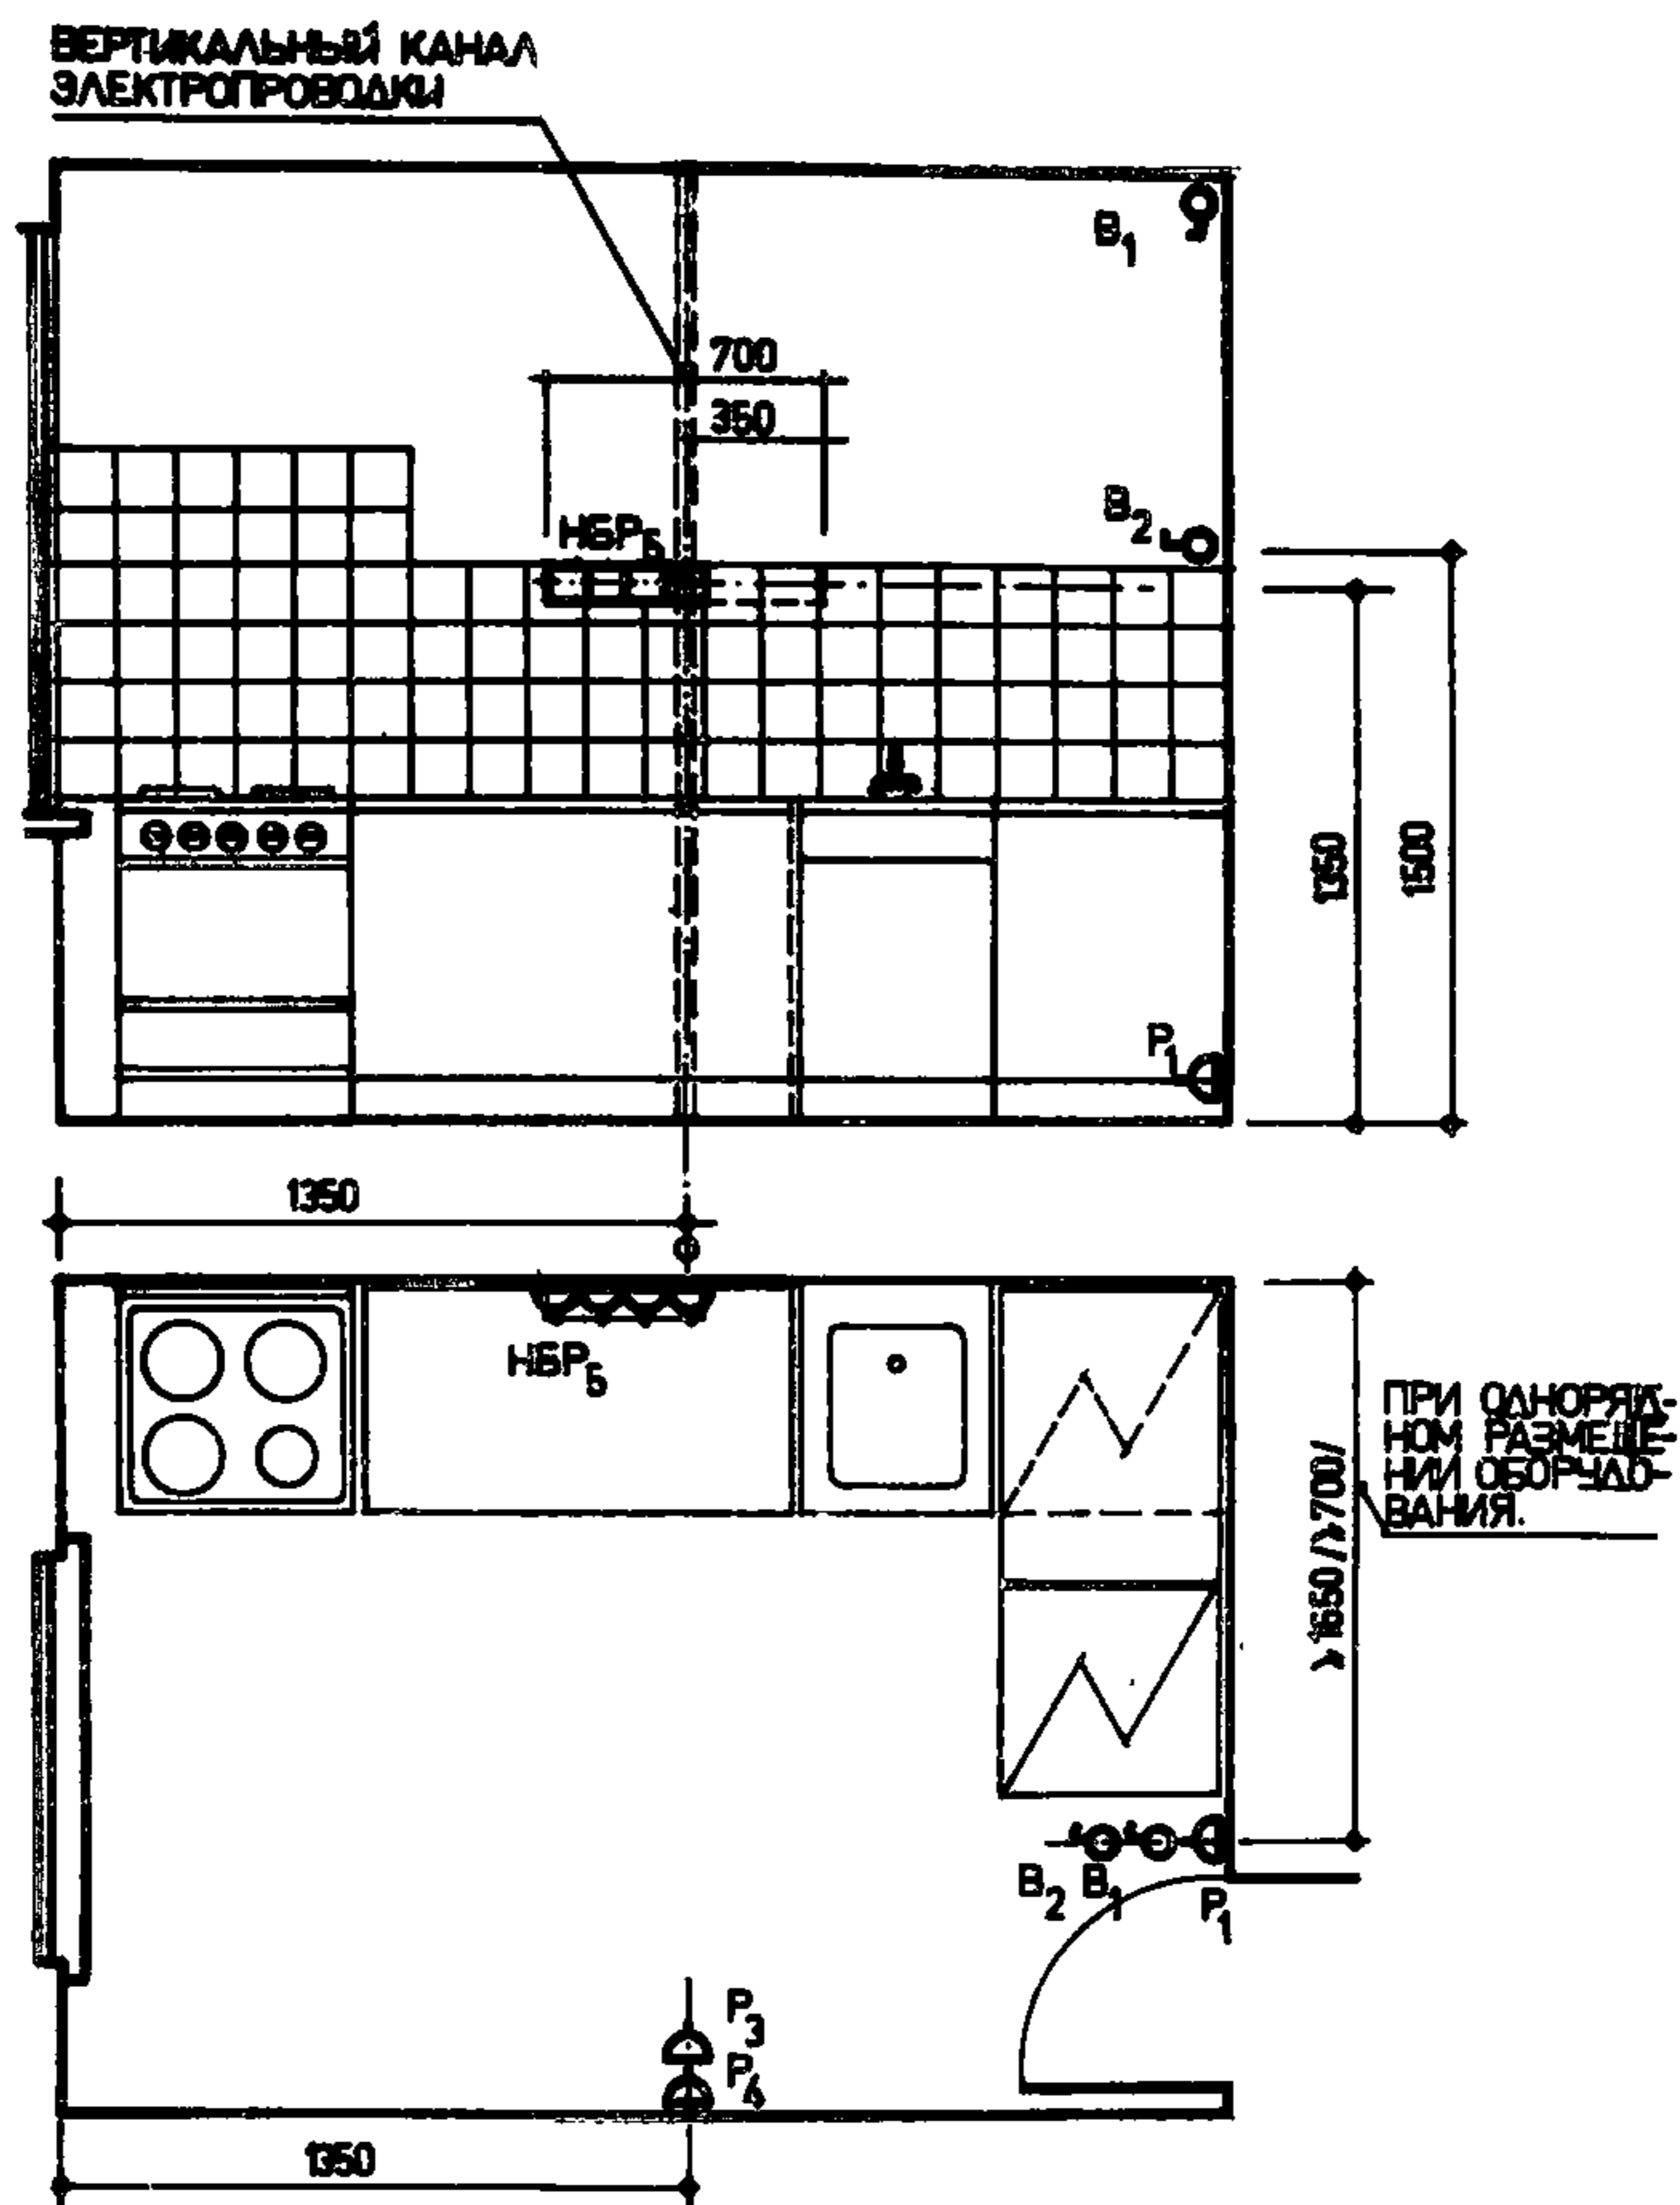 ВЕРТИКАЛЬНЫЙ КАНАЛ
ЭЛЕКТРОПРОВОДКИ
В1
700
350
В2
НБР5
1350
1500
Р1
1350
НБР5
ПРИ ОДНОРЯД-
НОМ РАЗМЕЩЕ-
НИИ ОБОРУДО-
ВАНИЯ.
≥1650/≥700/
В2 В1 Р1
Р3
Р4
1350